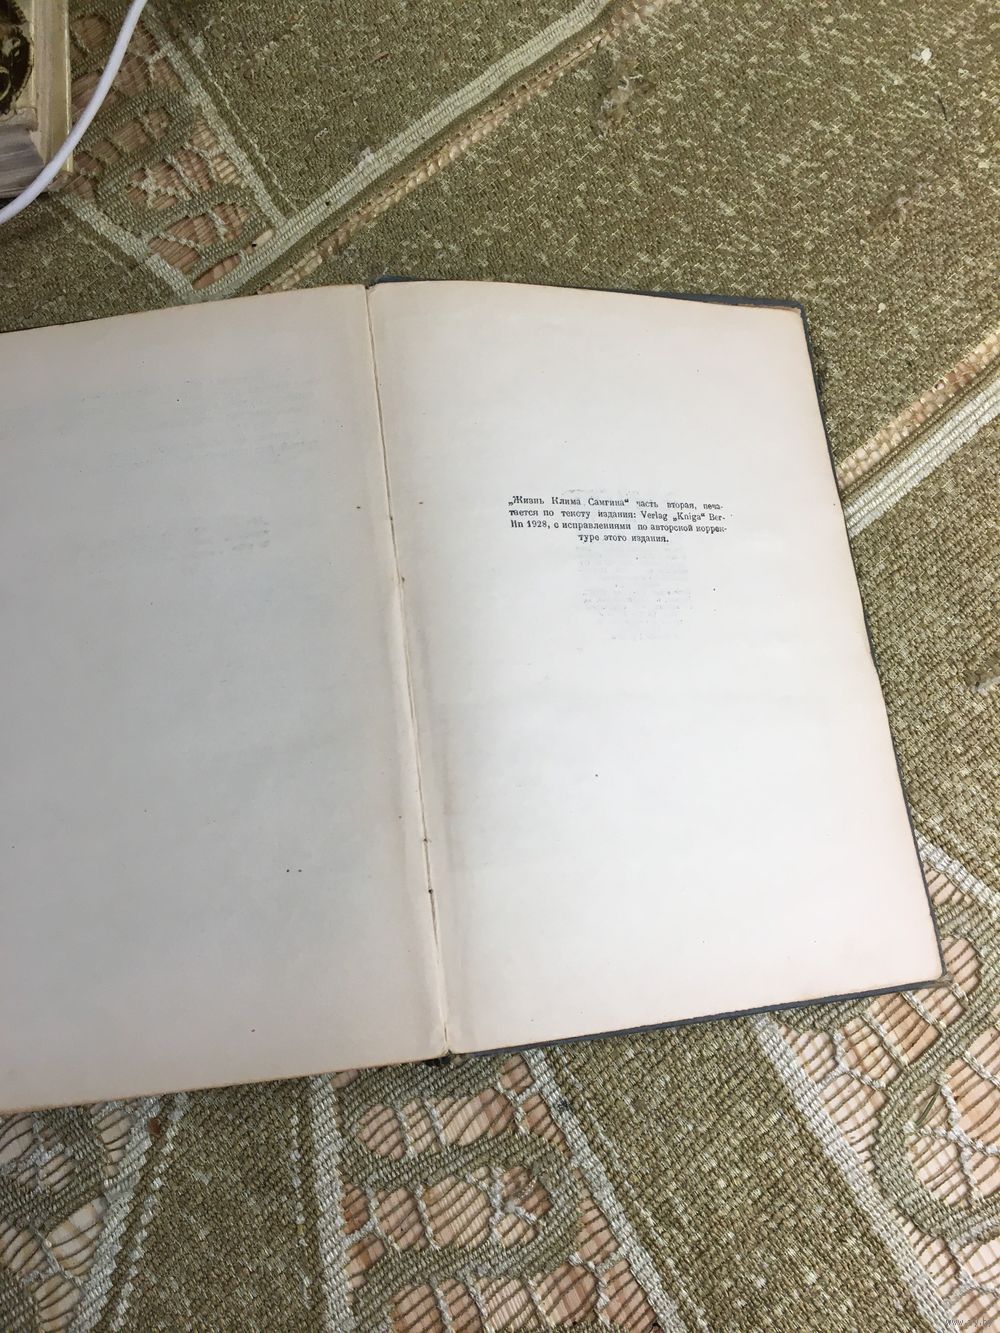 „Жизнь Клима Самгина“ часть вторая, печа-
тается по тексту издания: Verlag „Kniga“ Ber-
lin 1928, с исправлениями по авторской коррек-
туре этого издания.